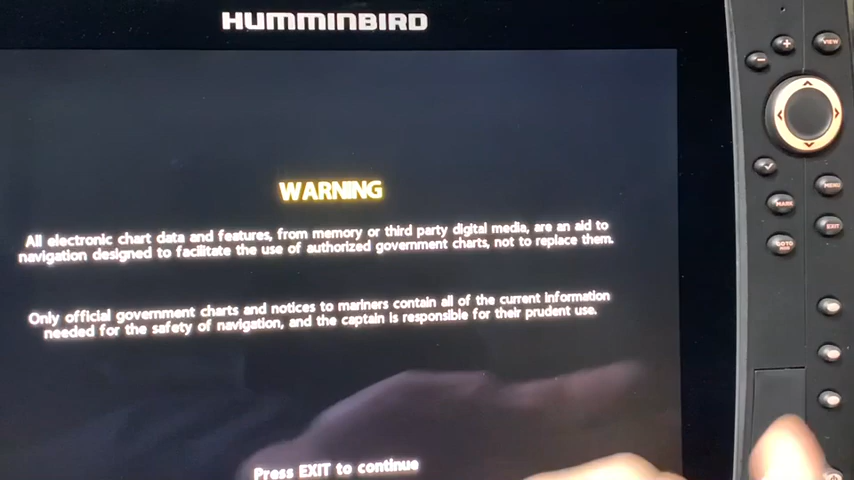 HUMMINBIRD
WARNING
All electronic chart data and features, from memory or third party digital media, are an aid to
navigation designed to facilitate the use of authorized government charts, not to replace them.
Only official government charts and notices to mariners contain all of the current information
needed for the safety of navigation, and the captain is responsible for their prudent use.
Press EXIT to continue
+
VIEW
-
MENU
MARK
EXIT
GOTO